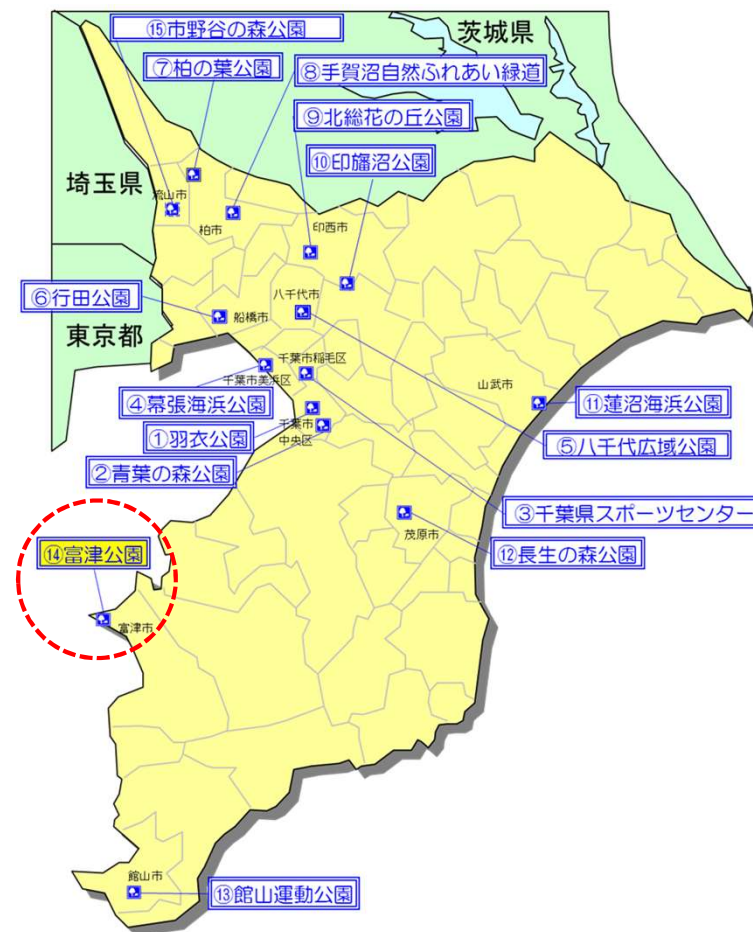 ⑮市野谷の森公園
茨城県
⑦柏の葉公園
⑧手賀沼自然ふれあい緑道
⑨北総花の丘公園
⑩印旛沼公園
埼玉県
流山市
柏市
印西市
⑥行田公園
八千代市
船橋市
東京都
千葉市稲毛区
千葉市美浜区
山武市
④幕張海浜公園
⑪蓮沼海浜公園
①羽衣公園
千葉市
中央区
⑤八千代広域公園
②青葉の森公園
③千葉県スポーツセンター
茂原市
⑭富津公園
⑫長生の森公園
富津市
館山市
⑬館山運動公園